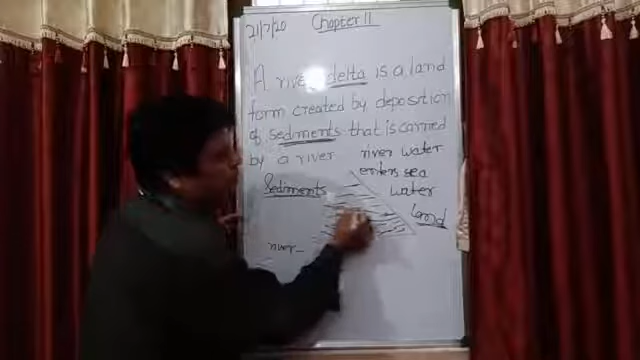 21/7/20 Chapter 11
A river delta is a land
form created by deposition
of sediments that is carried
by a river
river water
enters sea
Sediments
water
land
river